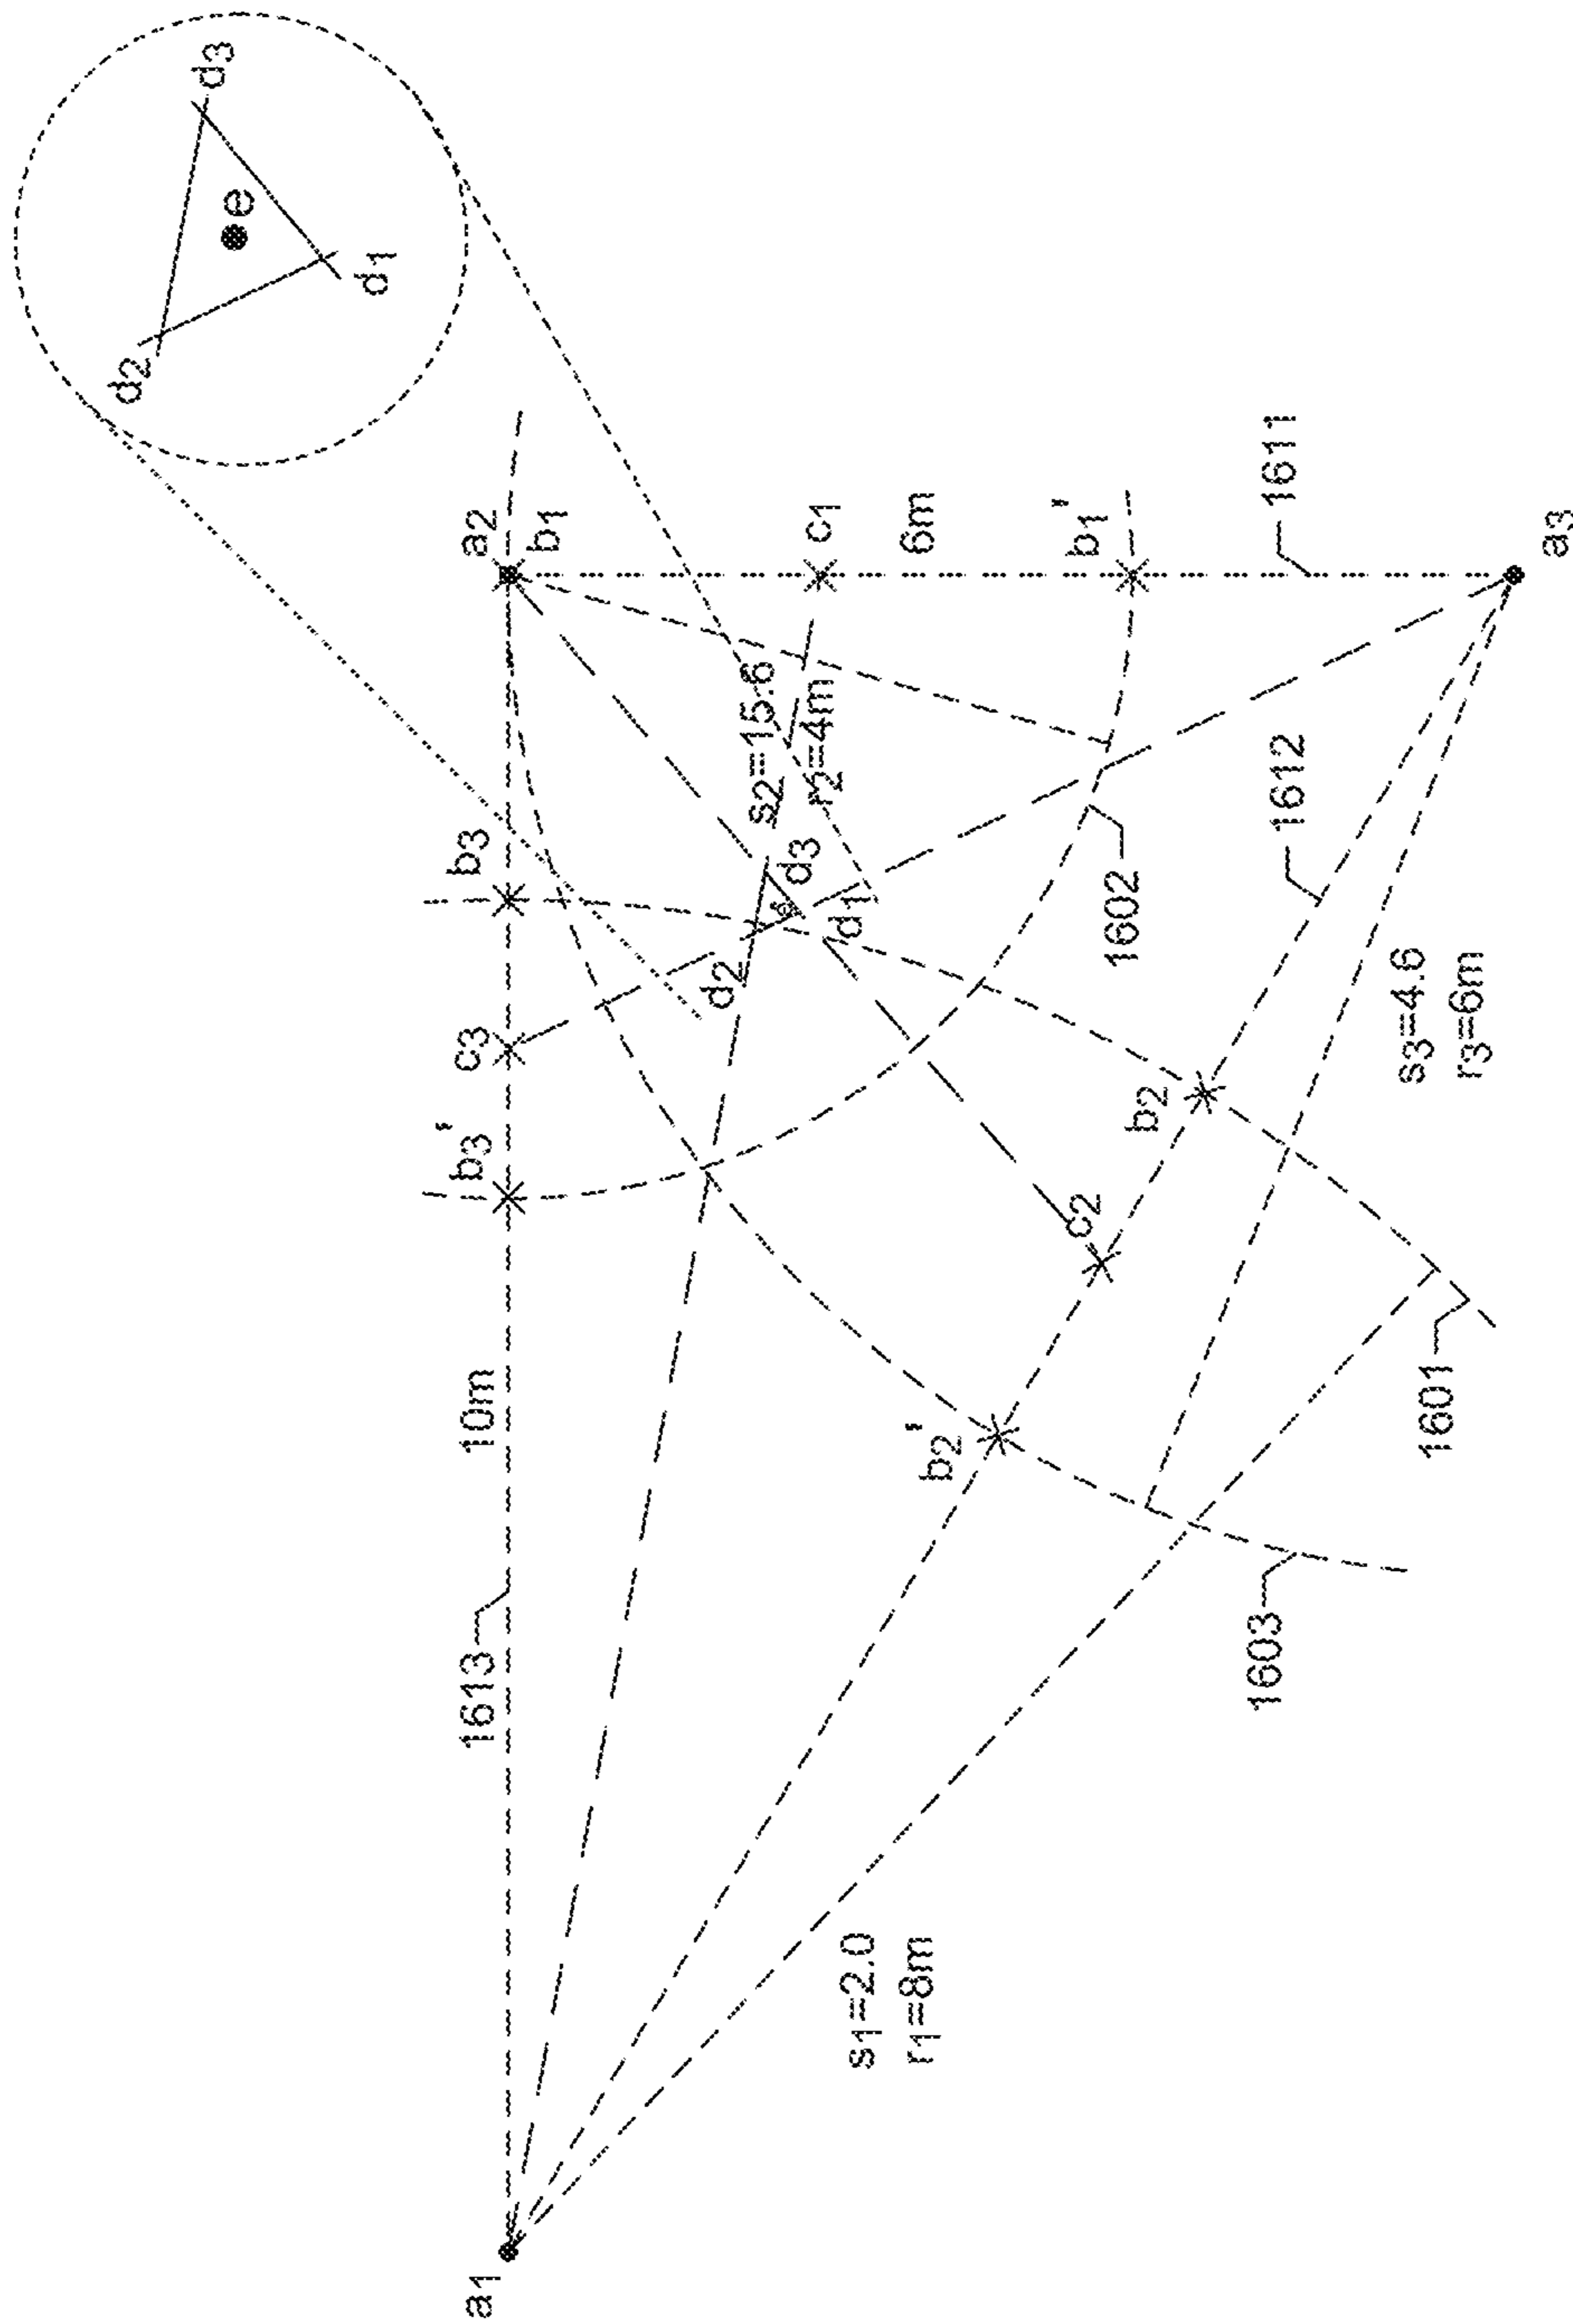 d2
d3
e
d1
a1
1613
10m
b3'
c3
b3
a2
b1
d2
s2=15.6
r2=4m
d3
e
d1
c1
6m
b1'
1611
s1=2.0
r1=8m
b2'
c2
b2
1602
1612
1603
1601
s3=4.6
r3=6m
a3